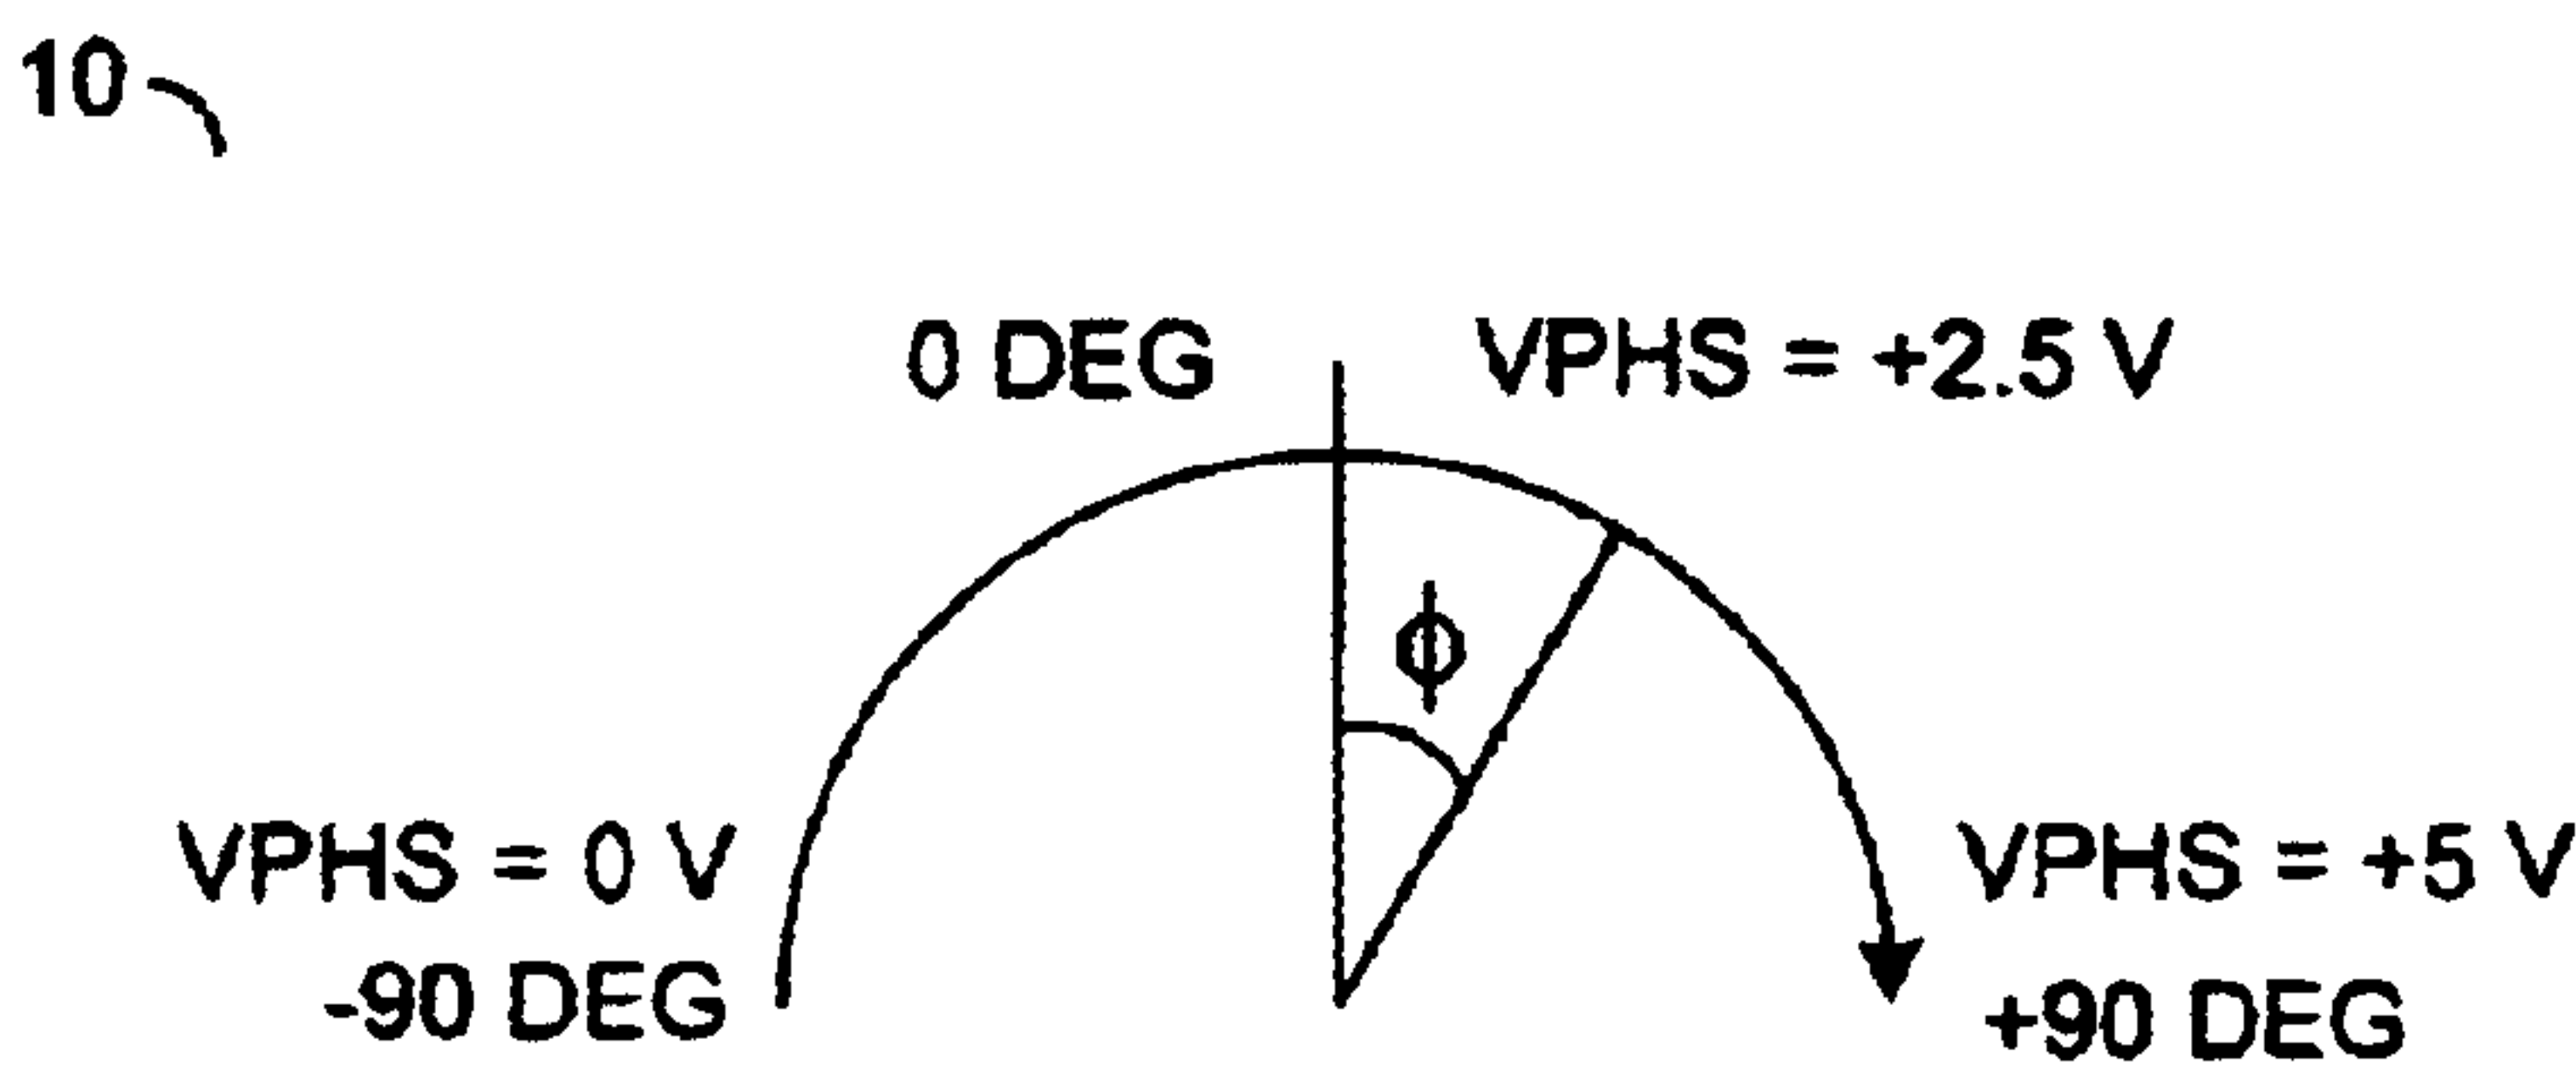 10
0 DEG
VPHS = +2.5 V
ϕ
VPHS = 0 V
-90 DEG
VPHS = +5 V
+90 DEG